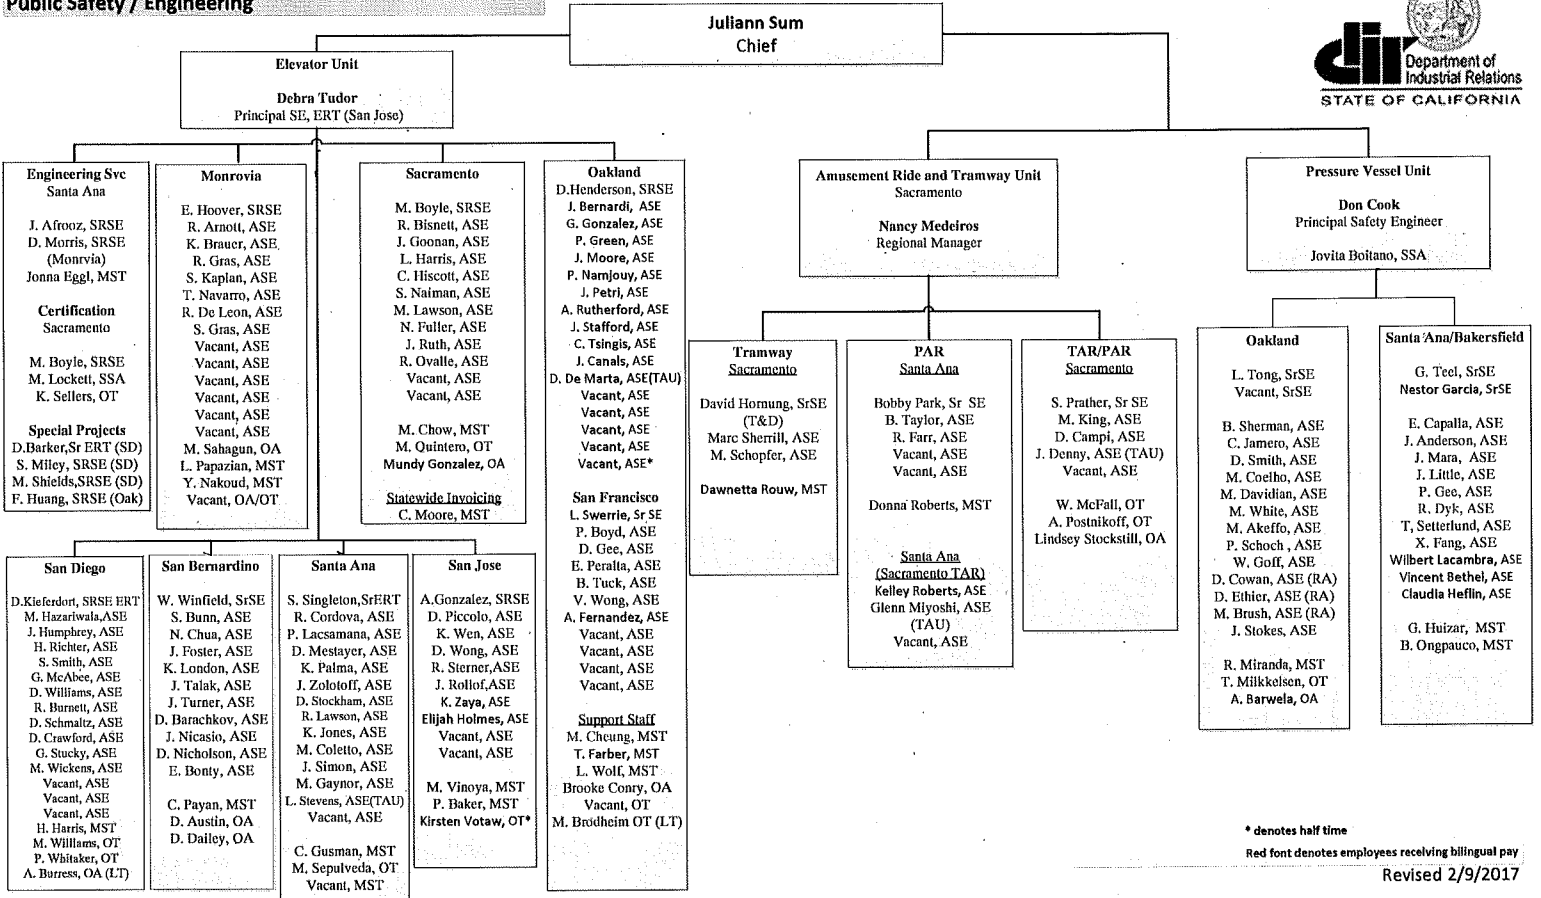 Public Safety / Engineering
Juliann Sum
Chief
Department of
Industrial Relations
STATE OF CALIFORNIA
Elevator Unit
Debra Tudor
Principal SE, ERT (San Jose)
Engineering Svc
Santa Ana
J. Afrooz, SRSE
D. Morris, SRSE
(Monrvia)
Jonna Eggl, MST
Certification
Sacramento
M. Boyle, SRSE
M. Lockett, SSA
K. Sellers, OT
Special Projects
D.Barker,Sr ERT (SD)
S. Miley, SRSE (SD)
M. Shields,SRSE (SD)
F. Huang, SRSE (Oak)
Monrovia
E. Hoover, SRSE
R. Arnott, ASE
K. Brauer, ASE
R. Gras, ASE
S. Kaplan, ASE
T. Navarro, ASE
R. De Leon, ASE
S. Gras, ASE
Vacant, ASE
Vacant, ASE
Vacant, ASE
Vacant, ASE
Vacant, ASE
Vacant, ASE
M. Sahagun, OA
L. Papazian, MST
Y. Nakoud, MST
Vacant, OA/OT
Sacramento
M. Boyle, SRSE
R. Bisnett, ASE
J. Goonan, ASE
L. Harris, ASE
C. Hiscott, ASE
S. Naiman, ASE
M. Lawson, ASE
N. Fuller, ASE
J. Ruth, ASE
R. Ovalle, ASE
Vacant, ASE
Vacant, ASE
M. Chow, MST
M. Quintero, OT
Mundy Gonzalez, OA
Statewide Invoicing
C. Moore, MST
Oakland
D.Henderson, SRSE
J. Bernardi, ASE
G. Gonzalez, ASE
P. Green, ASE
J. Moore, ASE
P. Namjouy, ASE
J. Petri, ASE
A. Rutherford, ASE
J. Stafford, ASE
C. Tsingis, ASE
J. Canals, ASE
D. De Marta, ASE(TAU)
Vacant, ASE
Vacant, ASE
Vacant, ASE
Vacant, ASE
Vacant, ASE*
San Francisco
L. Swerrie, Sr SE
P. Boyd, ASE
D. Gee, ASE
E. Peralta, ASE
B. Tuck, ASE
V. Wong, ASE
A. Fernandez, ASE
Vacant, ASE
Vacant, ASE
Vacant, ASE
Vacant, ASE
Support Staff
M. Cheung, MST
T. Farber, MST
L. Wolf, MST
Brooke Conry, OA
Vacant, OT
M. Brodheim OT (LT)
San Diego
D.Kieferdorf, SRSE ERT
M. Hazariwala,ASE
J. Humphrey, ASE
H. Richter, ASE
S. Smith, ASE
G. McAbee, ASE
D. Williams, ASE
R. Burnett, ASE
D. Schmaltz, ASE
D. Crawford, ASE
G. Stucky, ASE
M. Wickens, ASE
Vacant, ASE
Vacant, ASE
Vacant, ASE
H. Harris, MST
M. Williams, OT
P. Whitaker, OT
A. Burress, OA (LT)
San Bernardino
W. Winfield, SrSE
S. Bunn, ASE
N. Chua, ASE
J. Foster, ASE
K. London, ASE
J. Talak, ASE
J. Turner, ASE
D. Barachkov, ASE
J. Nicasio, ASE
D. Nicholson, ASE
E. Bonty, ASE
C. Payan, MST
D. Austin, OA
D. Dailey, OA
Santa Ana
S. Singleton,SrERT
R. Cordova, ASE
P. Lacsamana, ASE
D. Mestayer, ASE
K. Palma, ASE
J. Zolotoff, ASE
D. Stockham, ASE
R. Lawson, ASE
K. Jones, ASE
M. Coletto, ASE
J. Simon, ASE
M. Gaynor, ASE
L. Stevens, ASE(TAU)
Vacant, ASE
C. Gusman, MST
M. Sepulveda, OT
Vacant, MST
San Jose
A.Gonzalez, SRSE
D. Piccolo, ASE
K. Wen, ASE
D. Wong, ASE
R. Sterner,ASE
J. Rollof,ASE
K. Zaya, ASE
Elijah Holmes, ASE
Vacant, ASE
Vacant, ASE
M. Vinoya, MST
P. Baker, MST
Kirsten Votaw, OT*
Amusement Ride and Tramway Unit
Sacramento
Nancy Medeiros
Regional Manager
Tramway
Sacramento
David Hornung, SrSE
(T&D)
Marc Sherrill, ASE
M. Schopfer, ASE
Dawnetta Rouw, MST
PAR
Santa Ana
Bobby Park, Sr SE
B. Taylor, ASE
R. Farr, ASE
Vacant, ASE
Vacant, ASE
Donna Roberts, MST
Santa Ana
(Sacramento TAR)
Kelley Roberts, ASE
Glenn Miyoshi, ASE
(TAU)
Vacant, ASE
TAR/PAR
Sacramento
S. Prather, Sr SE
M. King, ASE
D. Campi, ASE
J. Denny, ASE (TAU)
Vacant, ASE
W. McFall, OT
A. Postnikoff, OT
Lindsey Stockstill, OA
Pressure Vessel Unit
Don Cook
Principal Safety Engineer
Jovita Boitano, SSA
Oakland
L. Tong, SrSE
Vacant, SrSE
B. Sherman, ASE
C. Jamero, ASE
D. Smith, ASE
M. Coelho, ASE
M. Davidian, ASE
M. White, ASE
M. Akeffo, ASE
P. Schoch , ASE
W. Goff, ASE
D. Cowan, ASE (RA)
D. Ethier, ASE (RA)
M. Brush, ASE (RA)
J. Stokes, ASE
R. Miranda, MST
T. Milkkelsen, OT
A. Barwela, OA
Santa Ana/Bakersfield
G. Teel, SrSE
Nestor Garcia, SrSE
E. Capalla, ASE
J. Anderson, ASE
J. Mara, ASE
J. Little, ASE
P. Gee, ASE
R. Dyk, ASE
T, Setterlund, ASE
X. Fang, ASE
Wilbert Lacambra, ASE
Vincent Bethel, ASE
Claudia Heflin, ASE
G. Huizar, MST
B. Ongpauco, MST
* denotes half time
Red font denotes employees receiving bilingual pay
Revised 2/9/2017